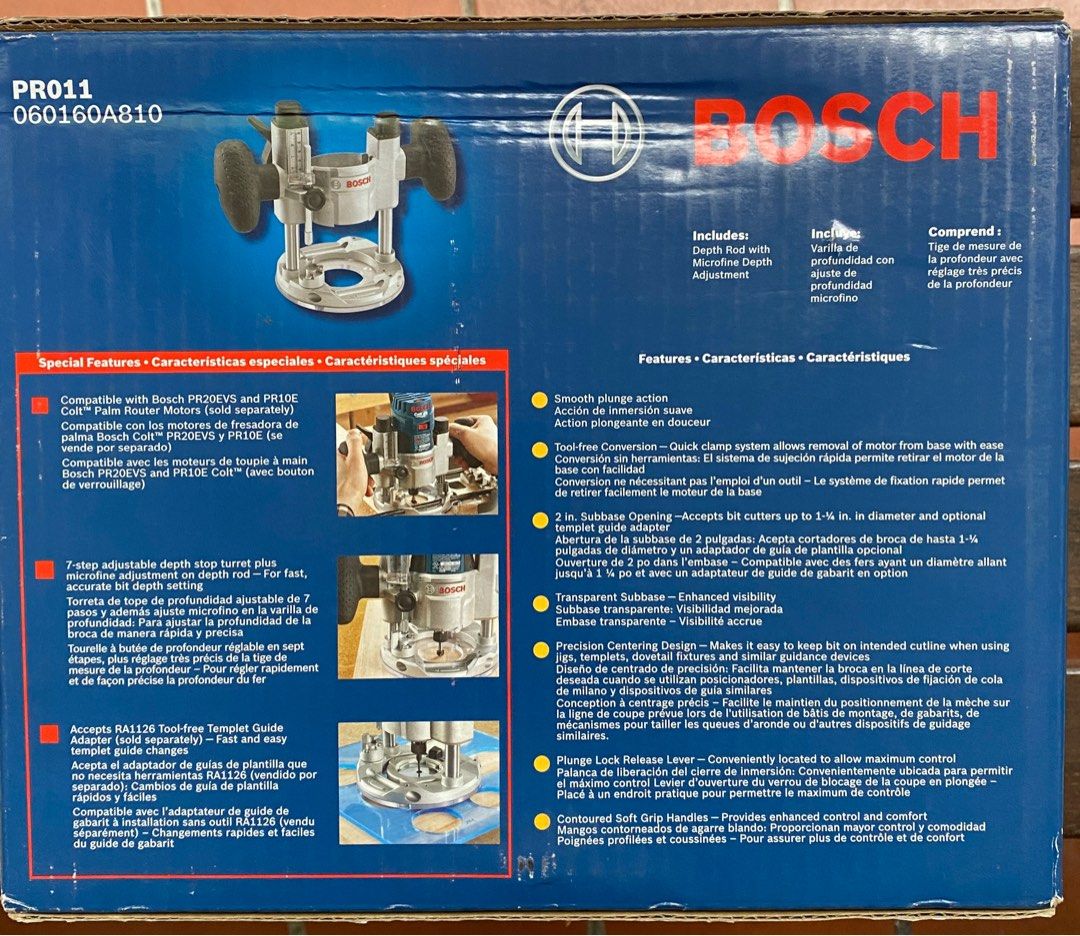 PR011
060160A810
BOSCH
BOSCH
Includes:
Depth Rod with
Microfine Depth
Adjustment
Incluye:
Varilla de
profundidad con
ajuste de
profundidad
microfino
Comprend :
Tige de mesure de
la profondeur avec
réglage très précis
de la profondeur
Special Features • Características especiales • Caractéristiques spéciales
Compatible with Bosch PR20EVS and PR10E
Colt™ Palm Router Motors (sold separately)
Compatible con los motores de fresadora de
palma Bosch Colt™ PR20EVS y PR10E (se
vende por separado)
Compatible avec les moteurs de toupie à main
Bosch PR20EVS and PR10E Colt™ (avec bouton
de verrouillage)
BOSCH
Colt
BOSCH
7-step adjustable depth stop turret plus
microfine adjustment on depth rod — For fast,
accurate bit depth setting
Torreta de tope de profundidad ajustable de 7
pasos y además ajuste microfino en la varilla de
profundidad: Para ajustar la profundidad de la
broca de manera rápida y precisa
Tourelle à butée de profondeur réglable en sept
étapes, plus réglage très précis de la tige de
mesure de la profondeur – Pour régler rapidement
et de façon précise la profondeur du fer
BOSCH
Accepts RA1126 Tool-free Templet Guide
Adapter (sold separately) — Fast and easy
templet guide changes
Acepta el adaptador de guías de plantilla que
no necesita herramientas RA1126 (vendido por
separado): Cambios de guía de plantilla
rápidos y fáciles
Compatible avec l'adaptateur de guide de
gabarit à installation sans outil RA1126 (vendu
séparément) – Changements rapides et faciles
du guide de gabarit
Features • Características • Caractéristiques
Smooth plunge action
Acción de inmersión suave
Action plongeante en douceur
Tool-free Conversion — Quick clamp system allows removal of motor from base with ease
Conversión sin herramientas: El sistema de sujeción rápida permite retirar el motor de la
base con facilidad
Conversion ne nécessitant pas l'emploi d'un outil – Le système de fixation rapide permet
de retirer facilement le moteur de la base
2 in. Subbase Opening —Accepts bit cutters up to 1-¼ in. in diameter and optional
templet guide adapter
Abertura de la subbase de 2 pulgadas: Acepta cortadores de broca de hasta 1-¼
pulgadas de diámetro y un adaptador de guía de plantilla opcional
Ouverture de 2 po dans l'embase – Compatible avec des fers ayant un diamètre allant
jusqu'à 1 ¼ po et avec un adaptateur de guide de gabarit en option
Transparent Subbase — Enhanced visibility
Subbase transparente: Visibilidad mejorada
Embase transparente – Visibilité accrue
Precision Centering Design — Makes it easy to keep bit on intended cutline when using
jigs, templets, dovetail fixtures and similar guidance devices
Diseño de centrado de precisión: Facilita mantener la broca en la línea de corte
deseada cuando se utilizan posicionadores, plantillas, dispositivos de fijación de cola
de milano y dispositivos de guía similares
Conception à centrage précis – Facilite le maintien du positionnement de la mèche sur
la ligne de coupe prévue lors de l'utilisation de bâtis de montage, de gabarits, de
mécanismes pour tailler les queues d'aronde ou d'autres dispositifs de guidage
similaires.
Plunge Lock Release Lever — Conveniently located to allow maximum control
Palanca de liberación del cierre de inmersión: Convenientemente ubicada para permitir
el máximo control Levier d'ouverture du verrou de blocage de la coupe en plongée –
Placé à un endroit pratique pour permettre le maximum de contrôle
Contoured Soft Grip Handles — Provides enhanced control and comfort
Mangos contorneados de agarre blando: Proporcionan mayor control y comodidad
Poignées profilées et coussinées – Pour assurer plus de contrôle et de confort